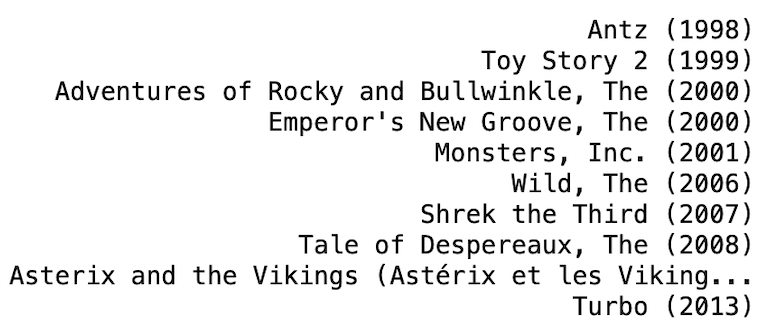 Antz (1998)
Toy Story 2 (1999)
Adventures of Rocky and Bullwinkle, The (2000)
Emperor's New Groove, The (2000)
Monsters, Inc. (2001)
Wild, The (2006)
Shrek the Third (2007)
Tale of Despereaux, The (2008)
Asterix and the Vikings (Astérix et les Viking...
Turbo (2013)